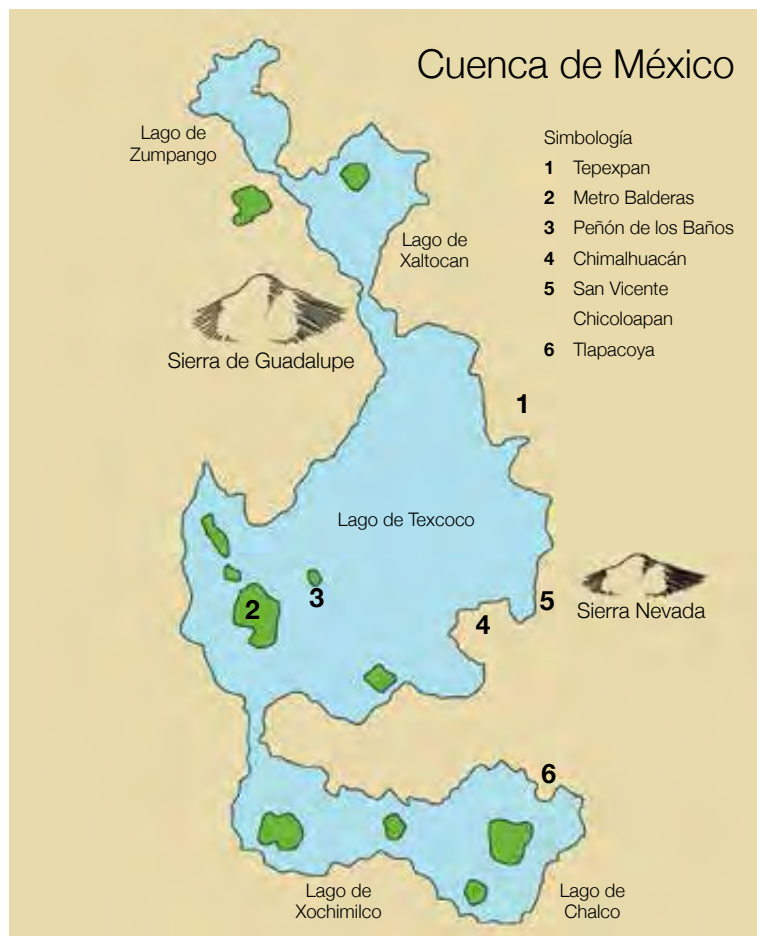 Cuenca de México
Lago de
Zumpango
Simbología
1 Tepexpan
2 Metro Balderas
3 Peñón de los Baños
4 Chimalhuacán
5 San Vicente
Chicoloapan
6 Tlapacoya
Lago de
Xaltocan
Sierra de Guadalupe
1
Lago de Texcoco
2
3
4
5
Sierra Nevada
6
Lago de
Xochimilco
Lago de
Chalco